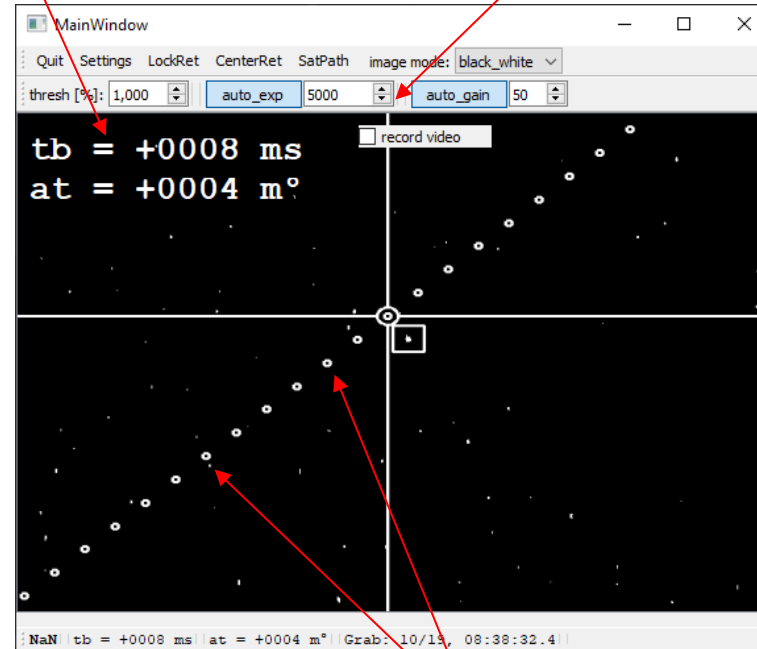 MainWindow
Quit Settings LockRet CenterRet SatPath image mode: black_white
thresh [%]: 1,000 auto_exp 5000 auto_gain 50
record video
tb = +0008 ms
at = +0004 m°
NaN tb = +0008 ms at = +0004 m° Grab: 10/19, 08:38:32.4